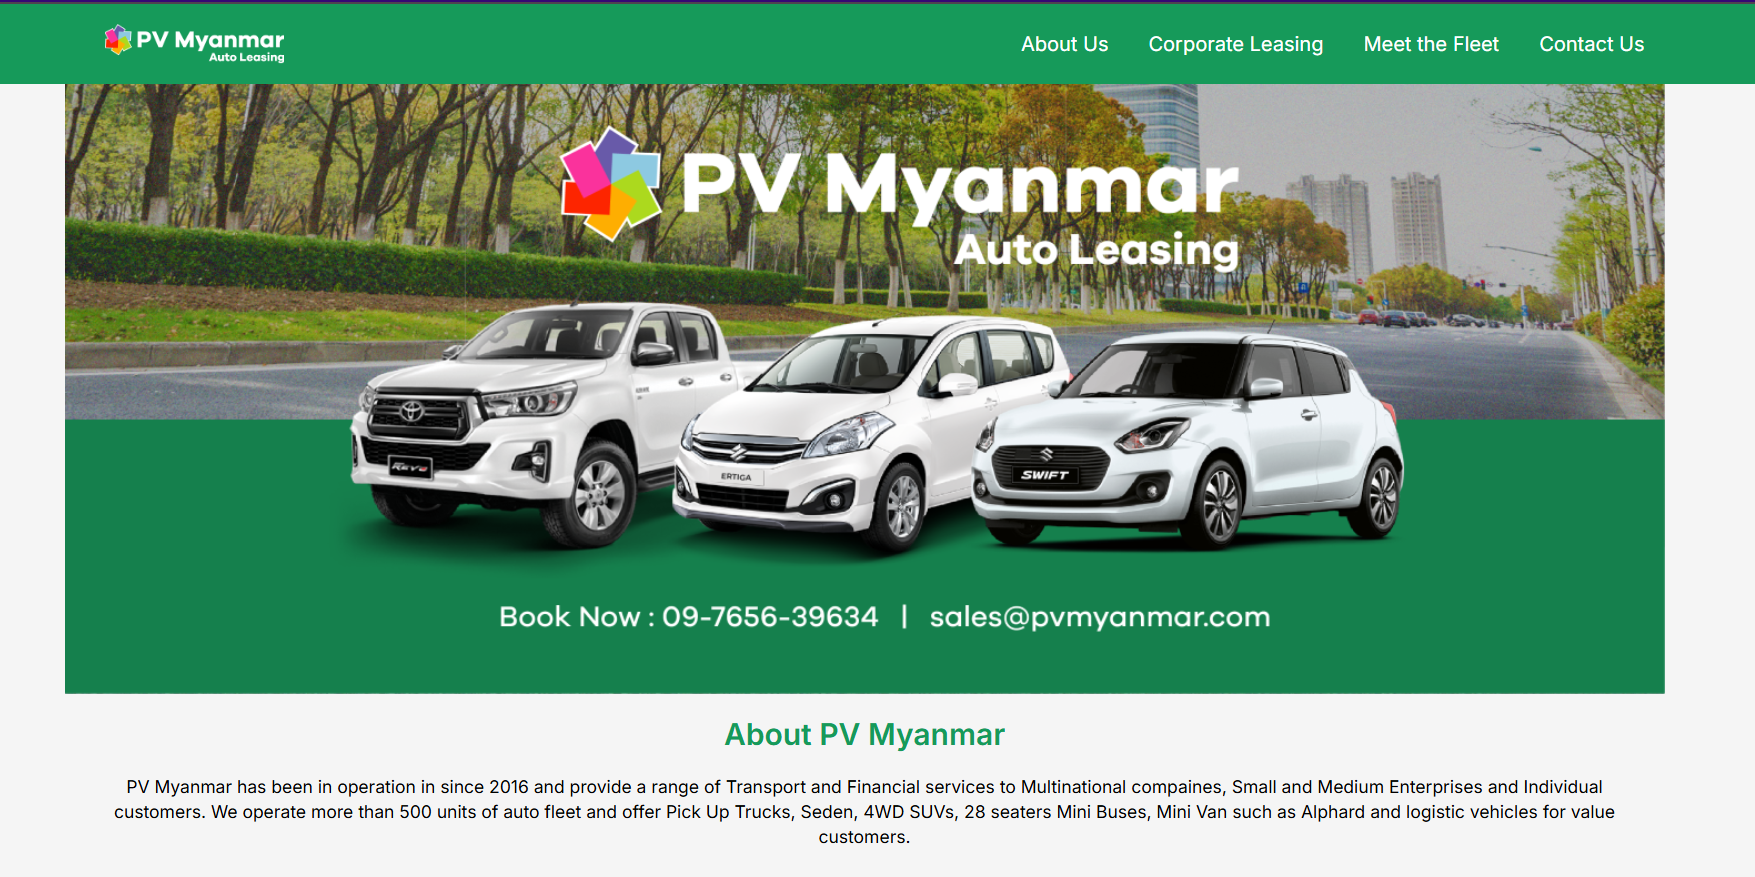 PV Myanmar
Auto Leasing
About Us
Corporate Leasing
Meet the Fleet
Contact Us
PV Myanmar
Auto Leasing
REVO
ERTIGA
SWIFT
Book Now : 09-7656-39634 | sales@pvmyanmar.com
About PV Myanmar
PV Myanmar has been in operation in since 2016 and provide a range of Transport and Financial services to Multinational compaines, Small and Medium Enterprises and Individual
customers. We operate more than 500 units of auto fleet and offer Pick Up Trucks, Seden, 4WD SUVs, 28 seaters Mini Buses, Mini Van such as Alphard and logistic vehicles for value
customers.